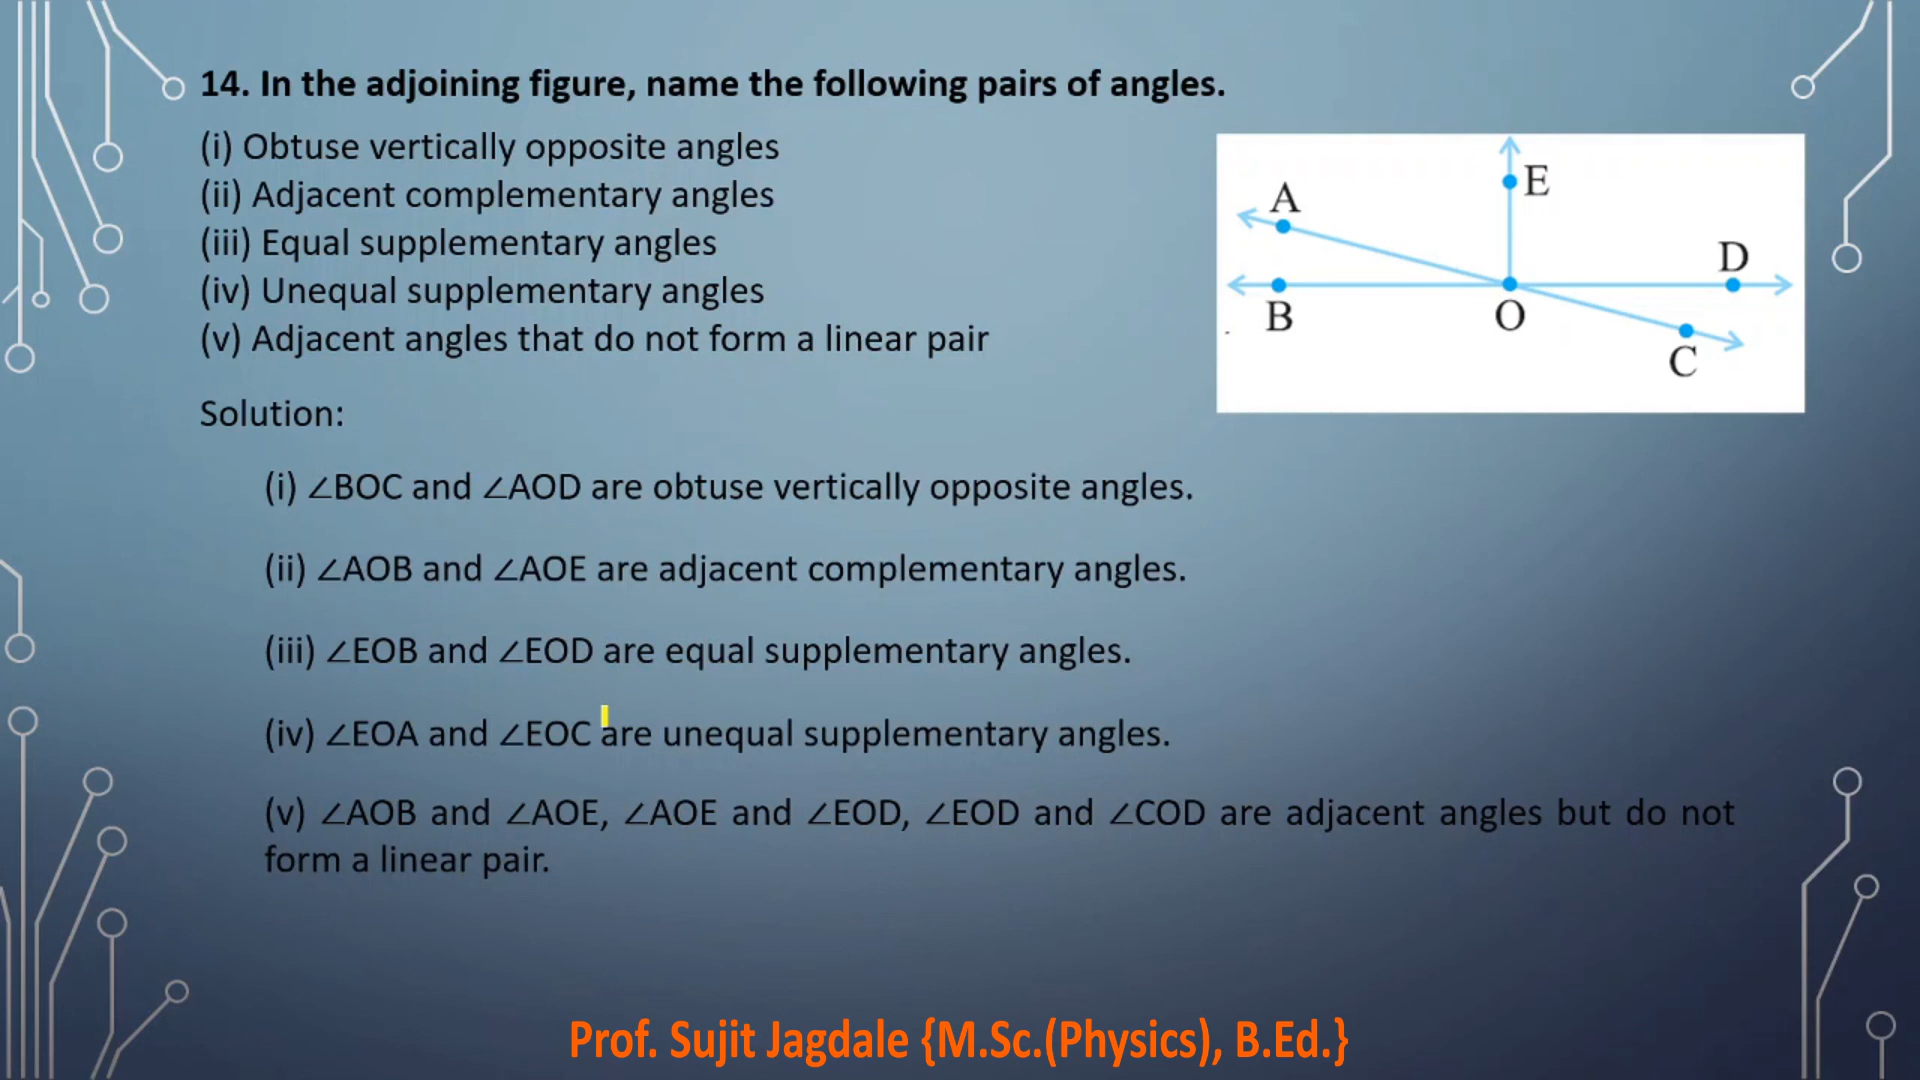 14. In the adjoining figure, name the following pairs of angles.
(i) Obtuse vertically opposite angles
(ii) Adjacent complementary angles
(iii) Equal supplementary angles
(iv) Unequal supplementary angles
(v) Adjacent angles that do not form a linear pair
A
E
D
B
O
C
Solution:
(i) ∠BOC and ∠AOD are obtuse vertically opposite angles.
(ii) ∠AOB and ∠AOE are adjacent complementary angles.
(iii) ∠EOB and ∠EOD are equal supplementary angles.
(iv) ∠EOA and ∠EOC are unequal supplementary angles.
(v) ∠AOB and ∠AOE, ∠AOE and ∠EOD, ∠EOD and ∠COD are adjacent angles but do not
form a linear pair.
Prof. Sujit Jagdale {M.Sc.(Physics), B.Ed.}